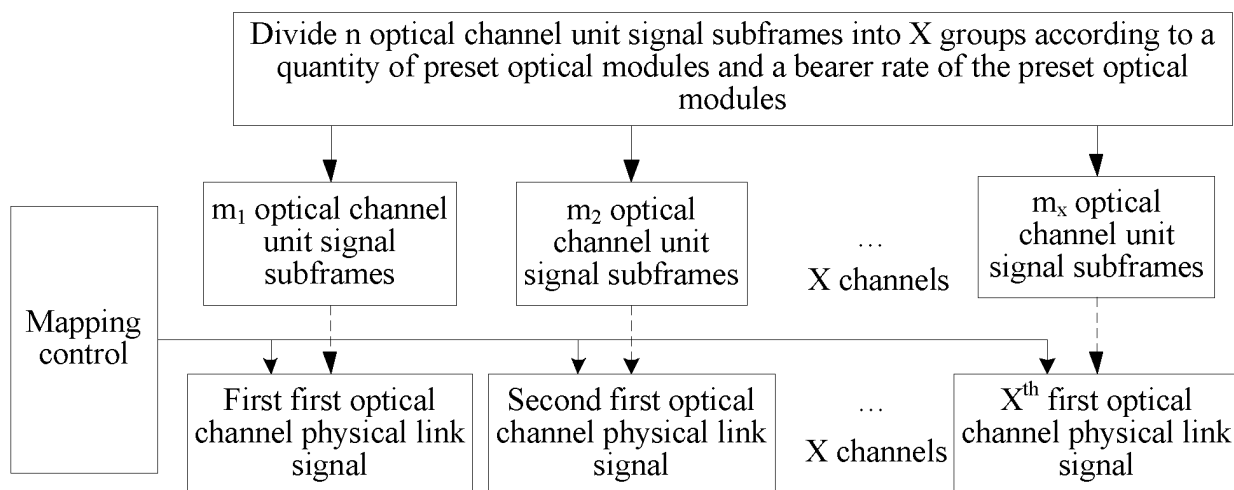 Divide n optical channel unit signal subframes into X groups according to a
quantity of preset optical modules and a bearer rate of the preset optical
modules
m₁ optical channel
unit signal
subframes
m₂ optical
channel unit
signal subframes
...
X channels
mₓ optical
channel unit
signal subframes
Mapping
control
First first optical
channel physical link
signal
Second first optical
channel physical link
signal
...
X channels
Xᵗʰ first optical
channel physical link
signal